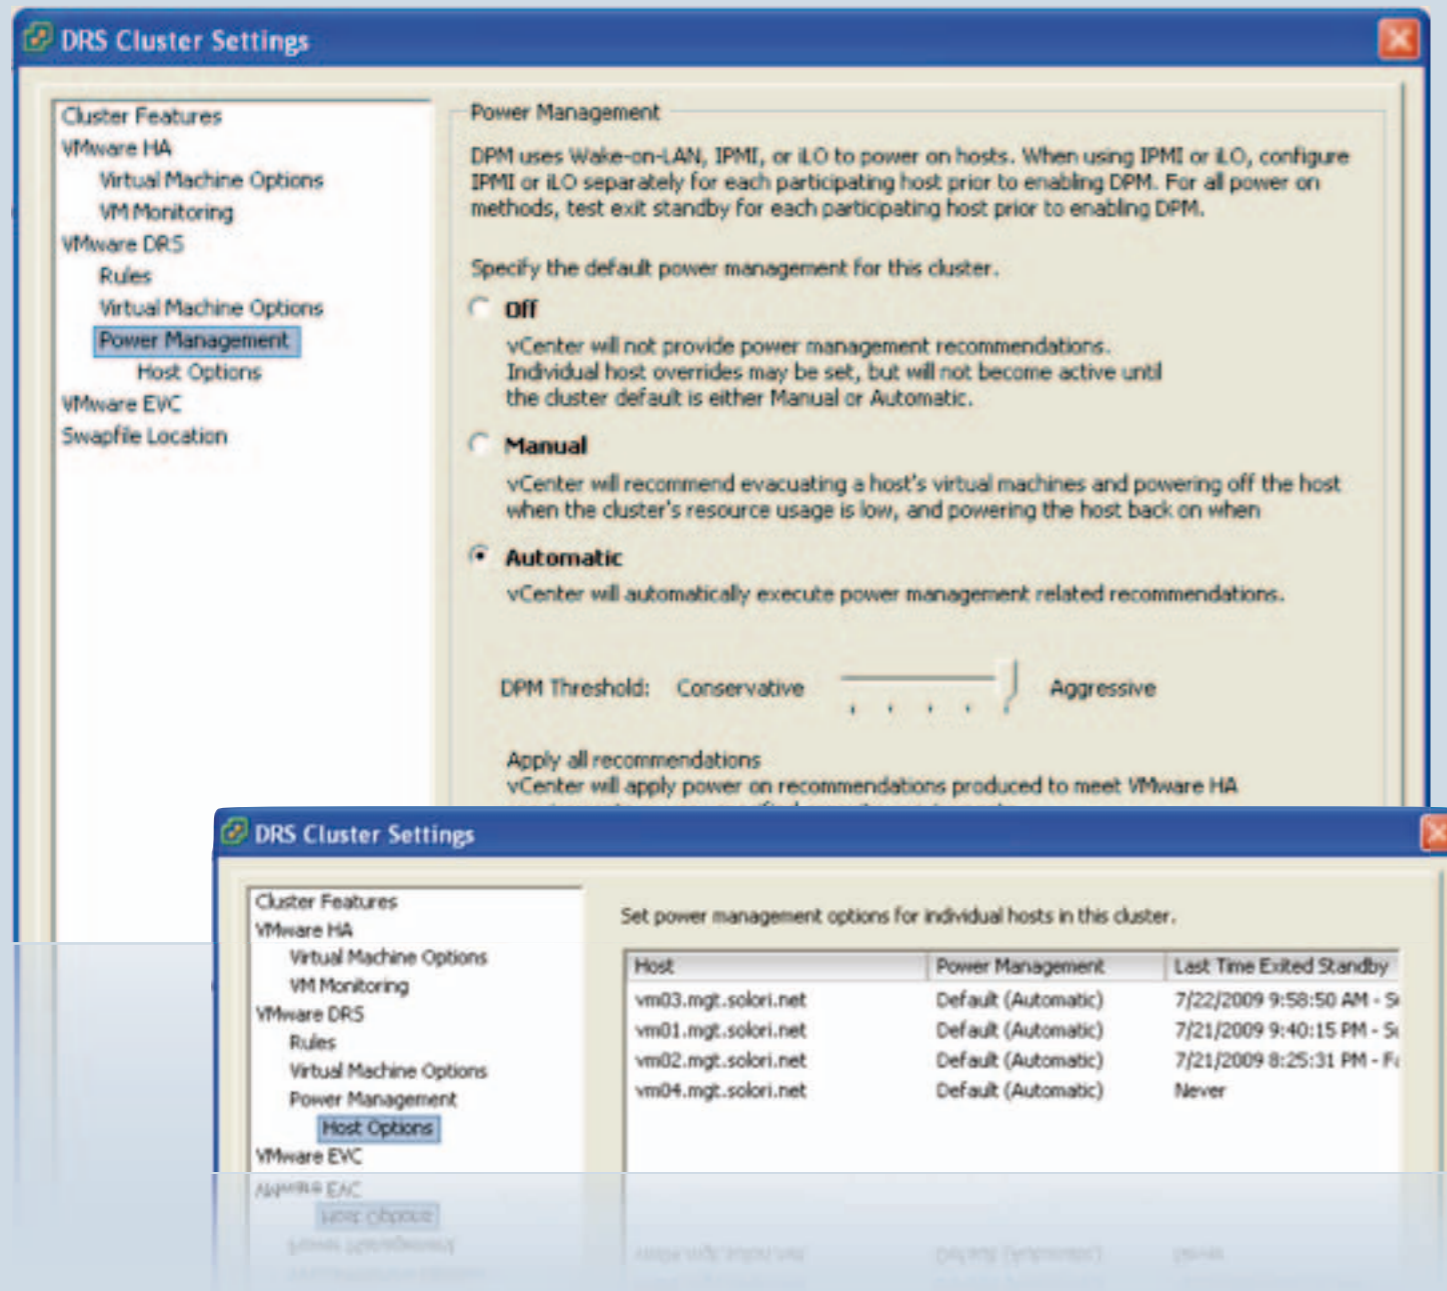 DRS Cluster Settings
Cluster Features
VMware HA
Virtual Machine Options
VM Monitoring
VMware DRS
Rules
Virtual Machine Options
Power Management
Host Options
VMware EVC
Swapfile Location
Power Management
DPM uses Wake-on-LAN, IPMI, or iLO to power on hosts. When using IPMI or iLO, configure
IPMI or iLO separately for each participating host prior to enabling DPM. For all power on
methods, test exit standby for each participating host prior to enabling DPM.
Specify the default power management for this cluster.
Off
vCenter will not provide power management recommendations.
Individual host overrides may be set, but will not become active until
the cluster default is either Manual or Automatic.
Manual
vCenter will recommend evacuating a host's virtual machines and powering off the host
when the cluster's resource usage is low, and powering the host back on when
Automatic
vCenter will automatically execute power management related recommendations.
DPM Threshold: Conservative Aggressive
Apply all recommendations
vCenter will apply power on recommendations produced to meet VMware HA
DRS Cluster Settings
Cluster Features
VMware HA
Virtual Machine Options
VM Monitoring
VMware DRS
Rules
Virtual Machine Options
Power Management
Host Options
VMware EVC
Set power management options for individual hosts in this cluster.
Host Power Management Last Time Exited Standby
vm03.mgt.solori.net Default (Automatic) 7/22/2009 9:58:50 AM - S
vm01.mgt.solori.net Default (Automatic) 7/21/2009 9:40:15 PM - S
vm02.mgt.solori.net Default (Automatic) 7/21/2009 8:25:31 PM - Fa
vm04.mgt.solori.net Default (Automatic) Never